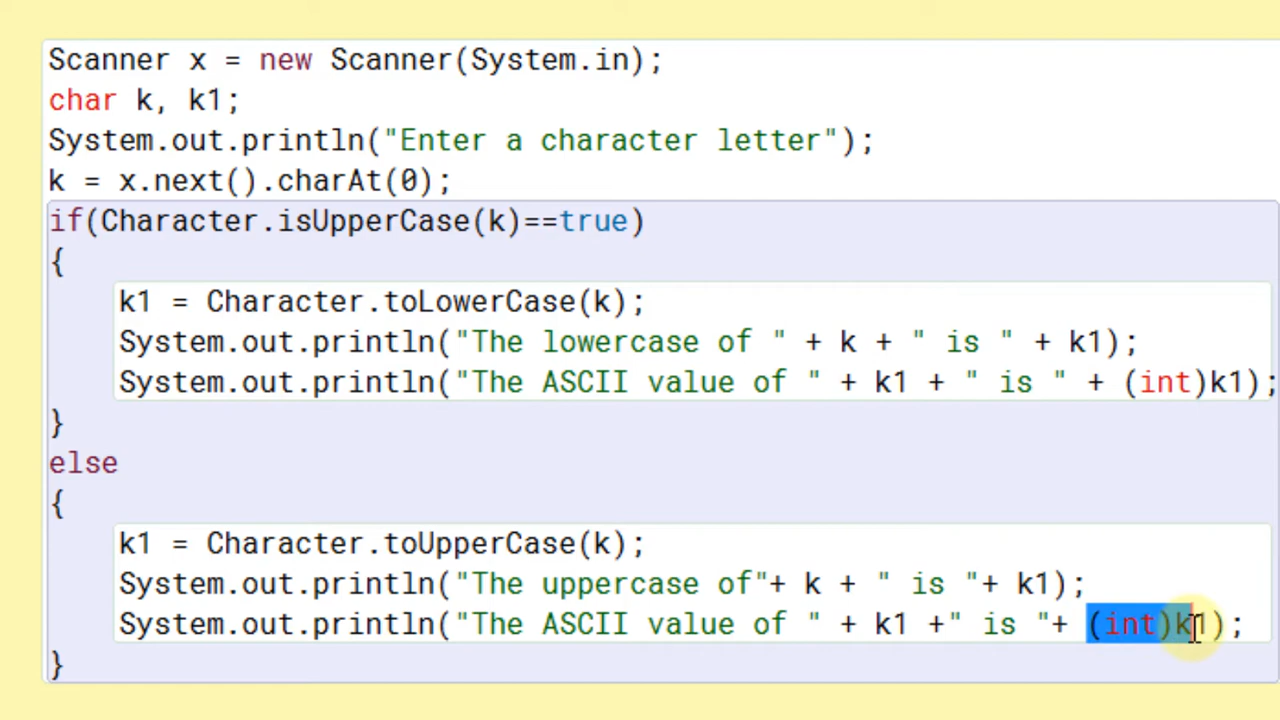 Scanner x = new Scanner(System.in);
char k, k1;
System.out.println("Enter a character letter");
k = x.next().charAt(0);
if(Character.isUpperCase(k)==true)
{
k1 = Character.toLowerCase(k);
System.out.println("The lowercase of " + k + " is " + k1);
System.out.println("The ASCII value of " + k1 + " is " + (int)k1);
}
else
{
k1 = Character.toUpperCase(k);
System.out.println("The uppercase of"+ k + " is "+ k1);
System.out.println("The ASCII value of " + k1 +" is "+ (int)k1);
}